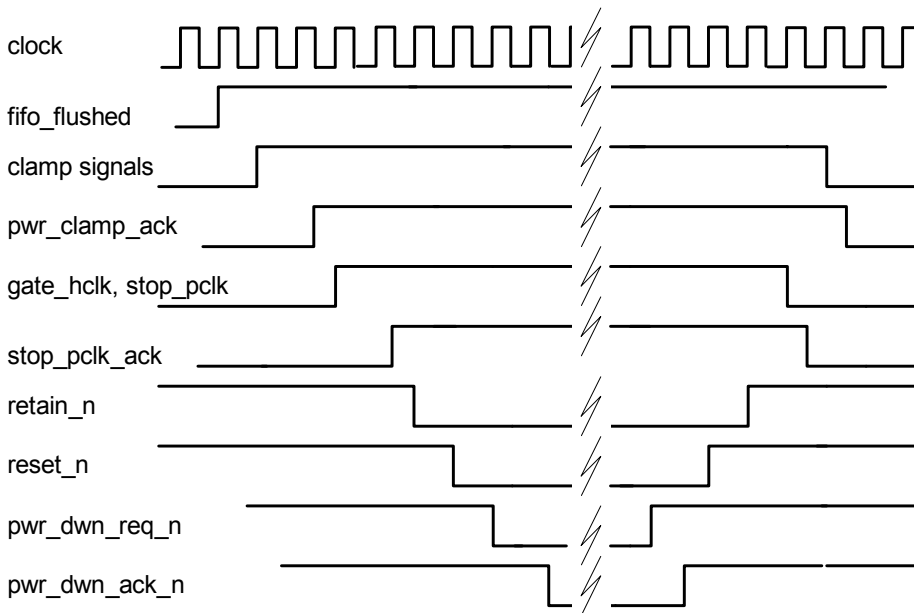 clock
fifo_flushed
clamp signals
pwr_clamp_ack
gate_hclk, stop_pclk
stop_pclk_ack
retain_n
reset_n
pwr_dwn_req_n
pwr_dwn_ack_n